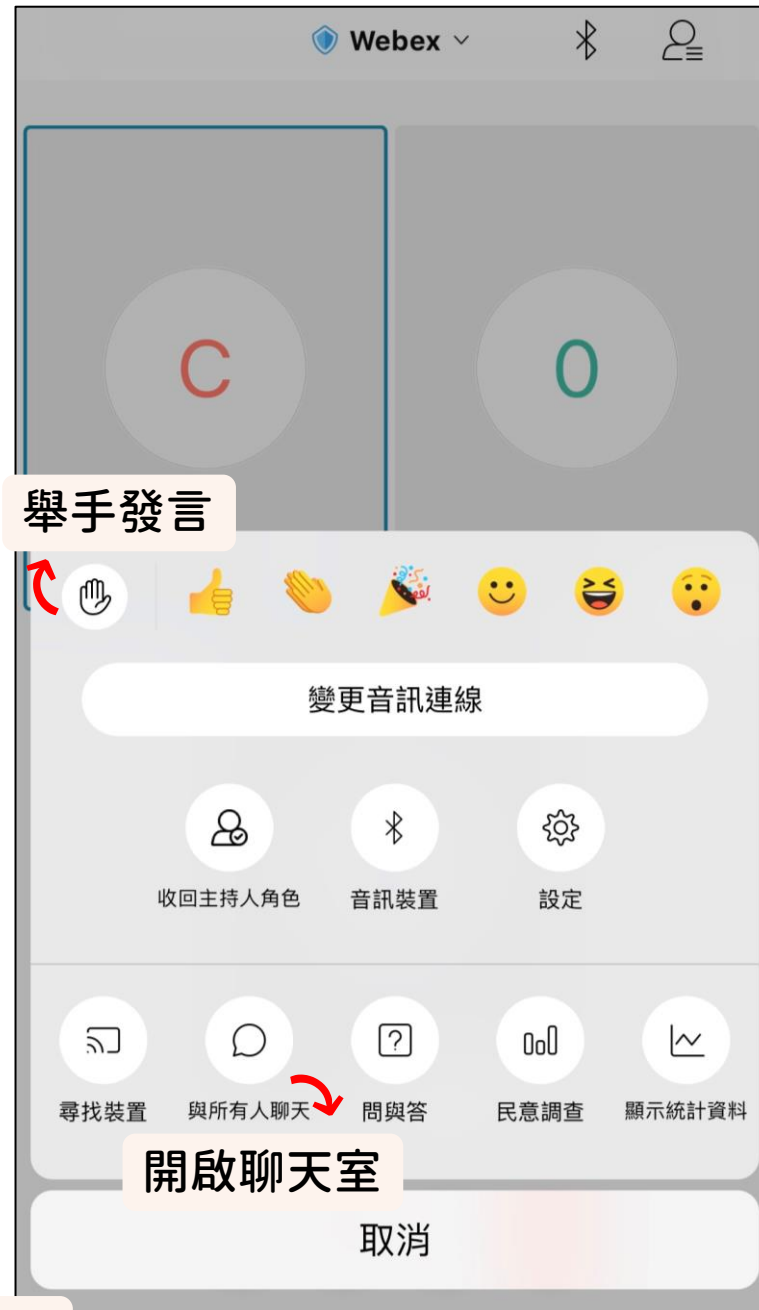 Webex
C
O
舉手發言
變更音訊連線
收回主持人角色
音訊裝置
設定
尋找裝置
與所有人聊天
問與答
民意調查
顯示統計資料
開啟聊天室
取消